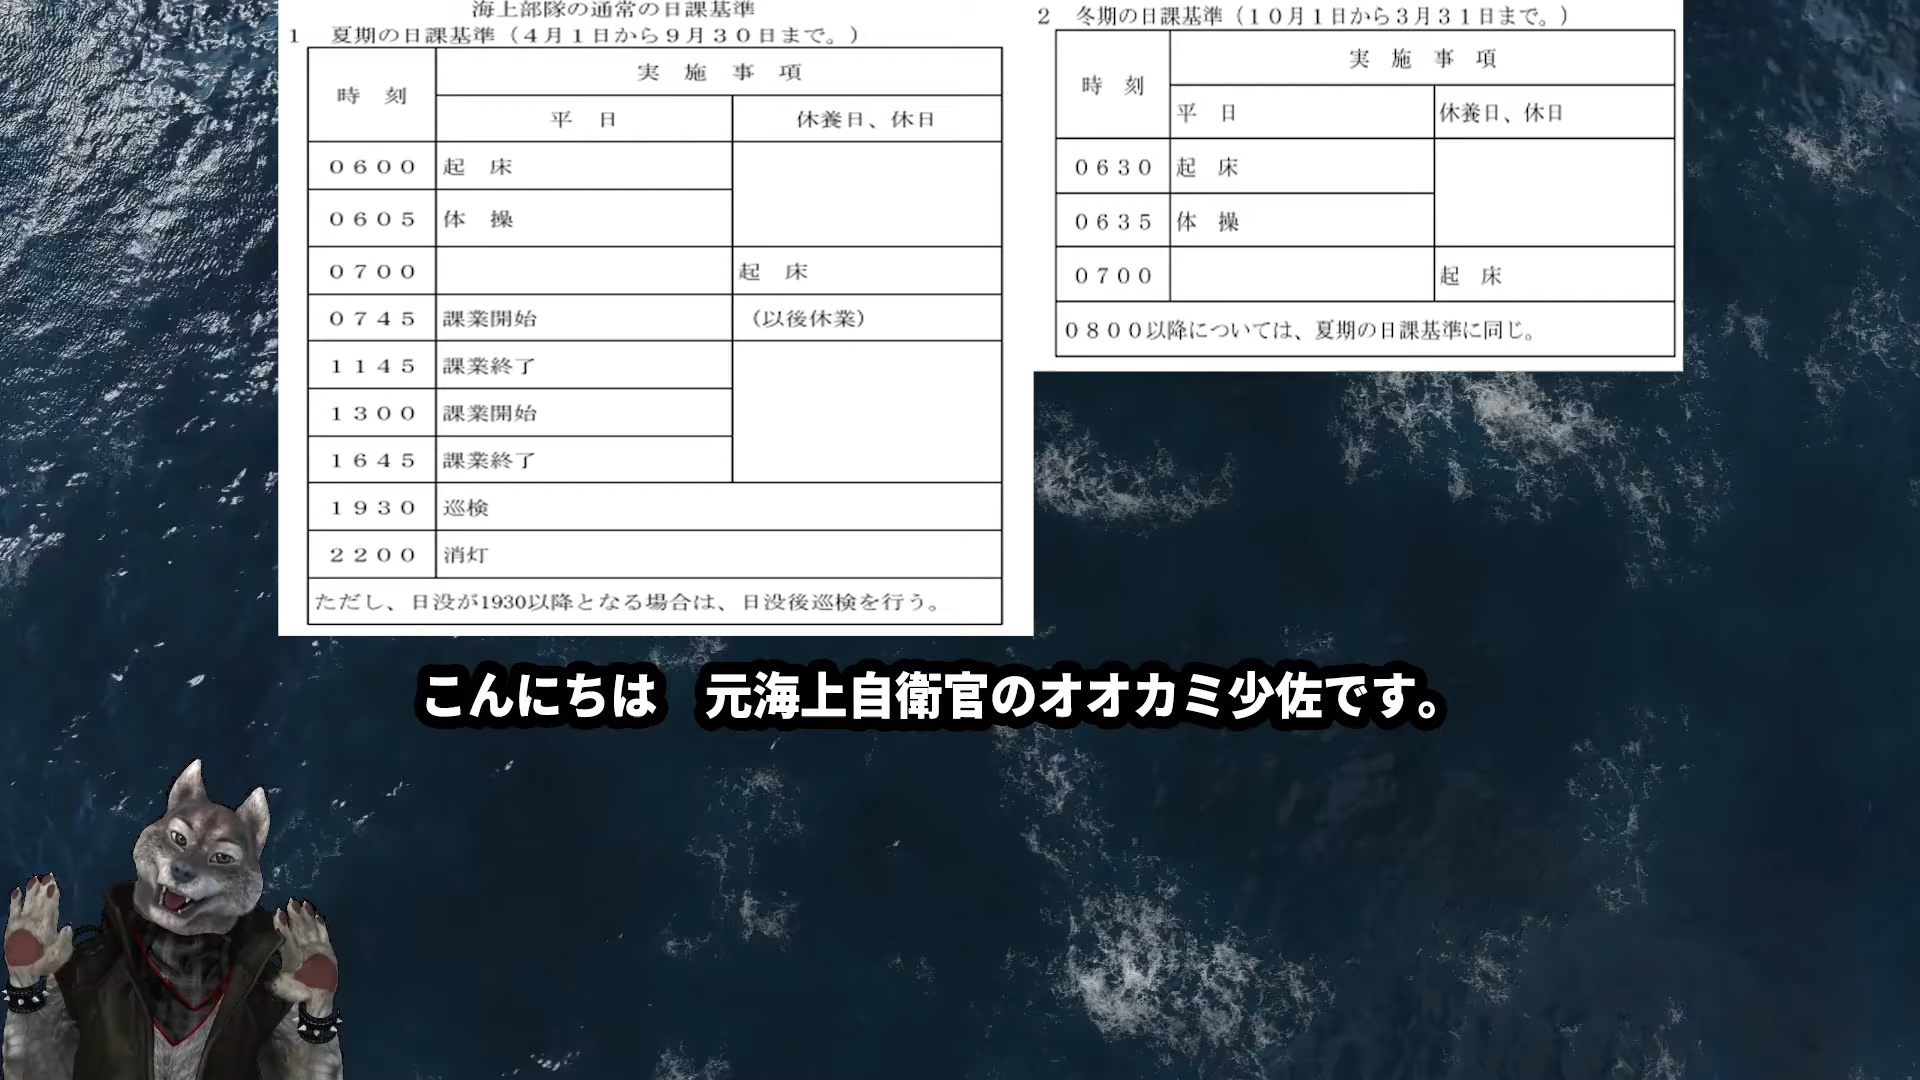 海上部隊の通常の日課基準
1 夏期の日課基準（4月1日から9月30日まで。）
時 刻
実 施 事 項
平 日
休養日、休日
0600
起 床
0605
体 操
0700
起 床
0745
課業開始
（以後休業）
1145
課業終了
1300
課業開始
1645
課業終了
1930
巡検
2200
消灯
ただし、日没が1930以降となる場合は、日没後巡検を行う。
2 冬期の日課基準（10月1日から3月31日まで。）
時 刻
実 施 事 項
平 日
休養日、休日
0630
起 床
0635
体 操
0700
起 床
0800以降については、夏期の日課基準に同じ。
こんにちは 元海上自衛官のオオカミ少佐です。